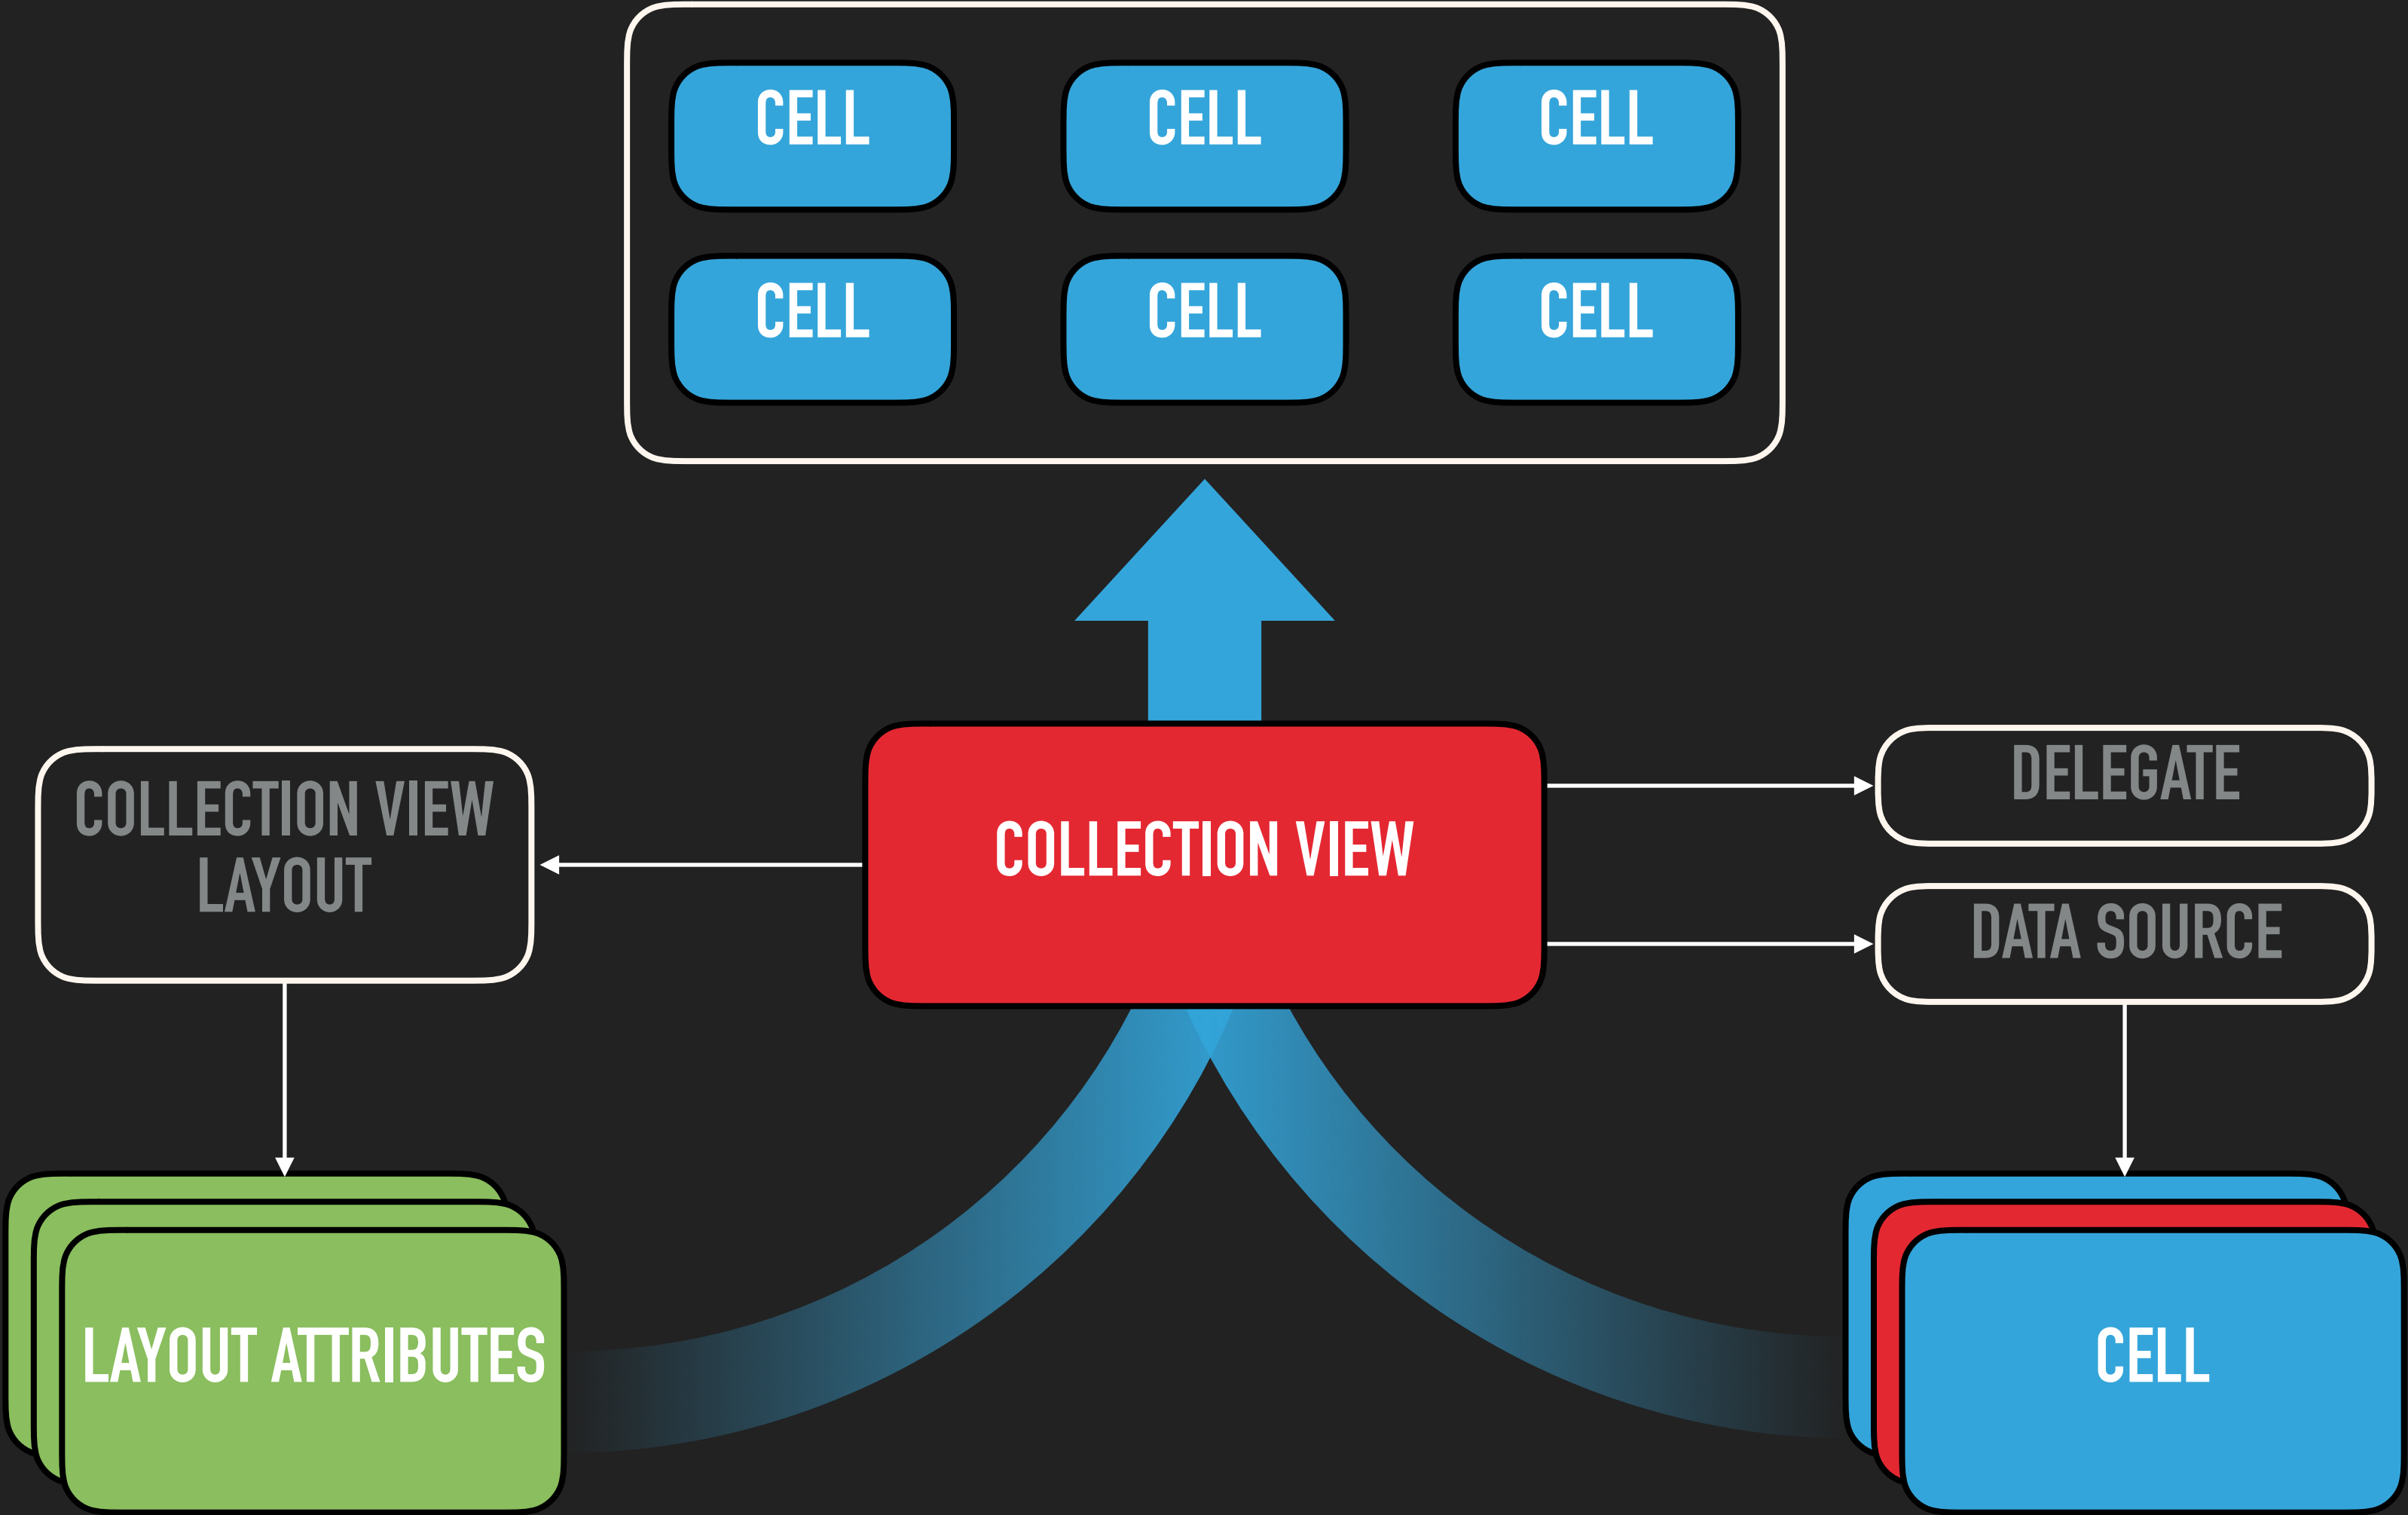 CELL
CELL
CELL
CELL
CELL
CELL
COLLECTION VIEW
LAYOUT
COLLECTION VIEW
DELEGATE
DATA SOURCE
LAYOUT ATTRIBUTES
CELL